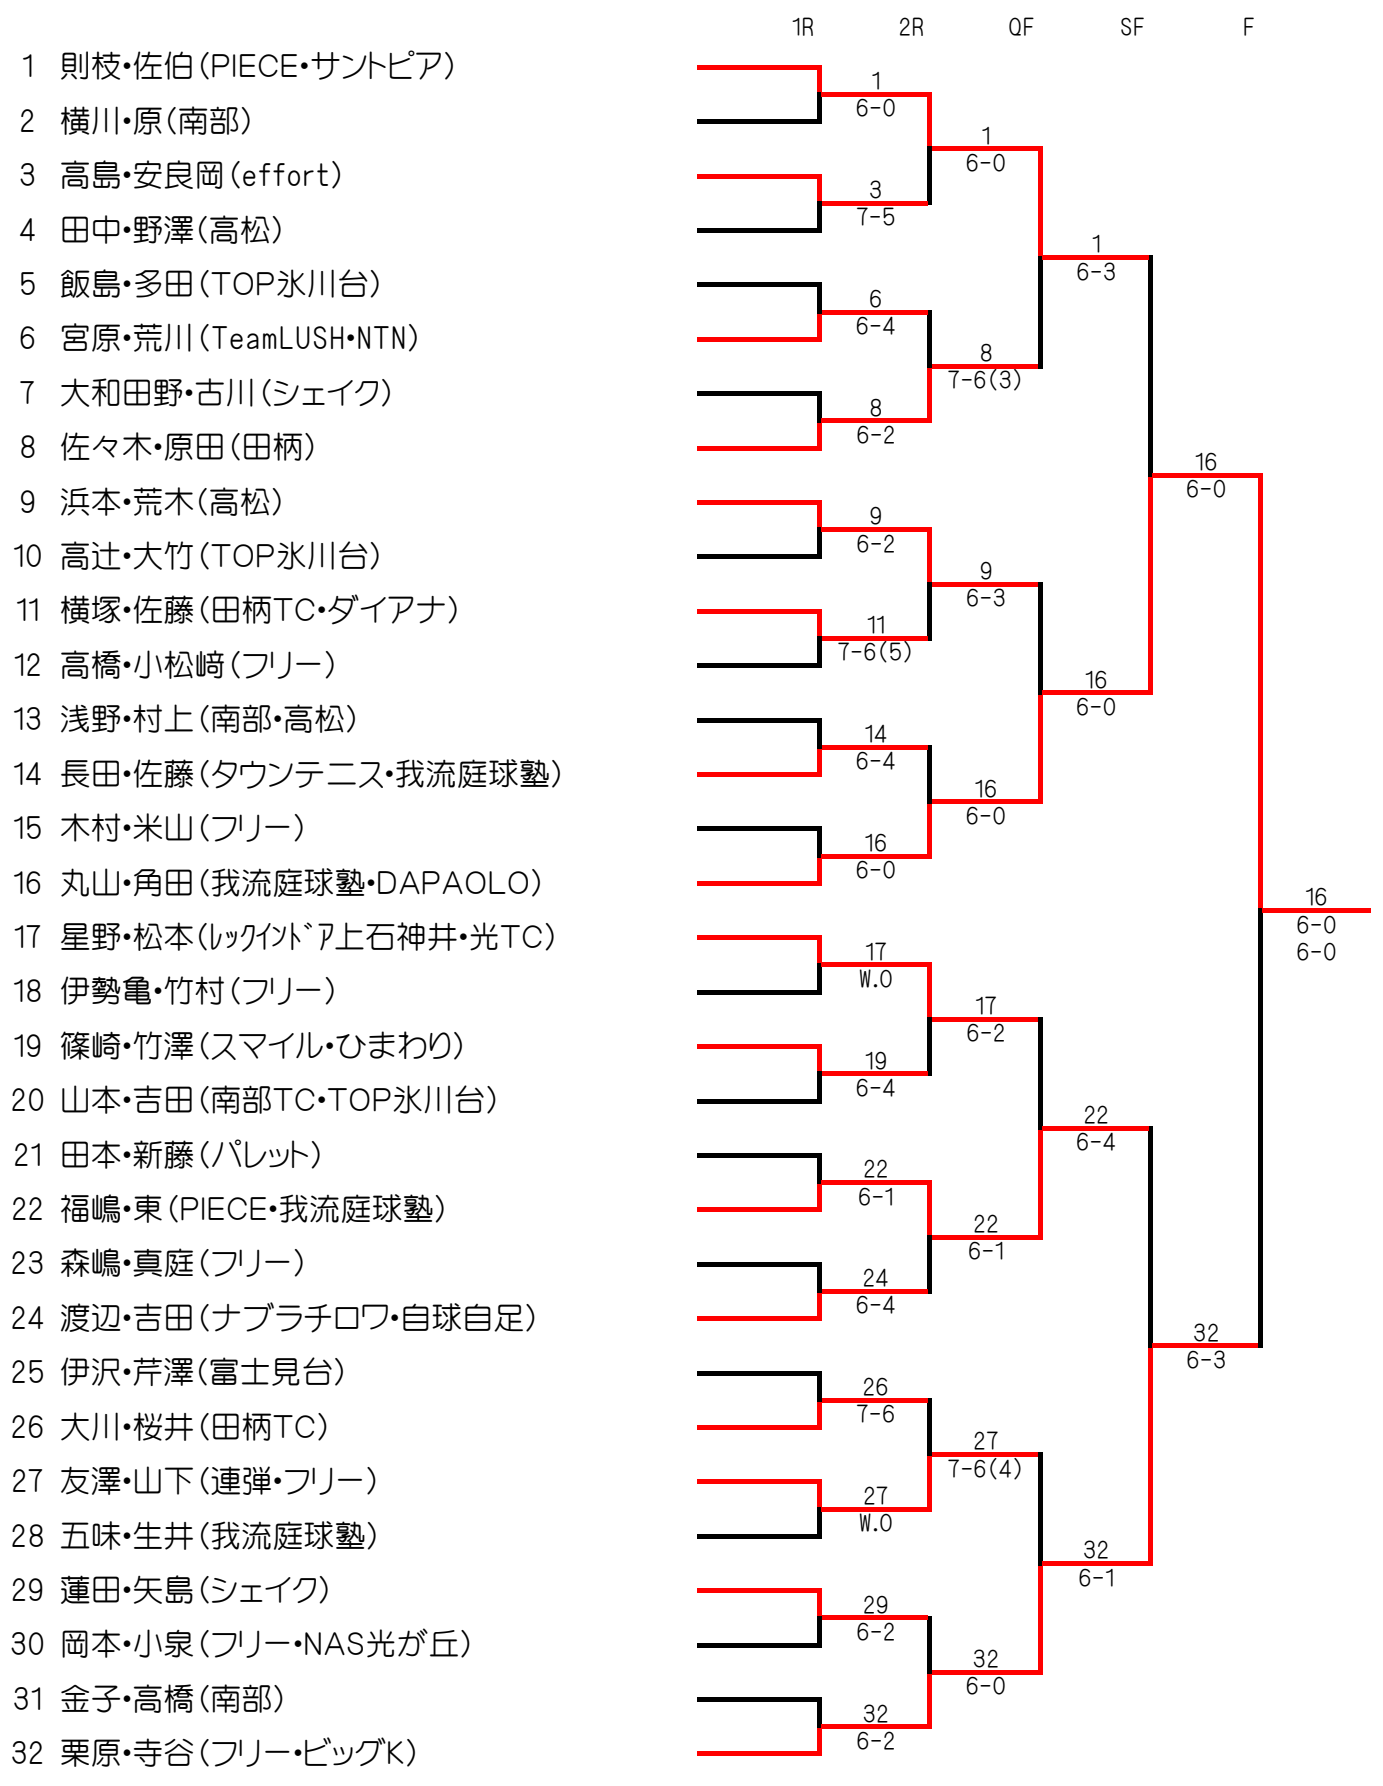 1R 2R QF SF F
1 則枝・佐伯(PIECE・サントピア)
2 横川・原(南部)
3 高島・安良岡(effort)
4 田中・野澤(高松)
5 飯島・多田(TOP氷川台)
6 宮原・荒川(TeamLUSH・NTN)
7 大和田野・古川(シェイク)
8 佐々木・原田(田柄)
9 浜本・荒木(高松)
10 高辻・大竹(TOP氷川台)
11 横塚・佐藤(田柄TC・ダイアナ)
12 高橋・小松﨑(フリー)
13 浅野・村上(南部・高松)
14 長田・佐藤(タウンテニス・我流庭球塾)
15 木村・米山(フリー)
16 丸山・角田(我流庭球塾・DAPAOLO)
17 星野・松本(ﾚｯｸｲﾝﾄﾞｱ上石神井・光TC)
18 伊勢亀・竹村(フリー)
19 篠崎・竹澤(スマイル・ひまわり)
20 山本・吉田(南部TC・TOP氷川台)
21 田本・新藤(パレット)
22 福嶋・東(PIECE・我流庭球塾)
23 森嶋・真庭(フリー)
24 渡辺・吉田(ナブラチロワ・自球自足)
25 伊沢・芹澤(富士見台)
26 大川・桜井(田柄TC)
27 友澤・山下(連弾・フリー)
28 五味・生井(我流庭球塾)
29 蓮田・矢島(シェイク)
30 岡本・小泉(フリー・NAS光が丘)
31 金子・高橋(南部)
32 栗原・寺谷(フリー・ビッグK)
1
6-0
3
7-5
6
6-4
8
6-2
9
6-2
11
7-6(5)
14
6-4
16
6-0
17
W.O
19
6-4
22
6-1
24
6-4
26
7-6
27
W.O
29
6-2
32
6-2
1
6-0
8
7-6(3)
9
6-3
16
6-0
17
6-2
22
6-1
27
7-6(4)
32
6-0
1
6-3
16
6-0
22
6-4
32
6-1
16
6-0
32
6-3
16
6-0
6-0